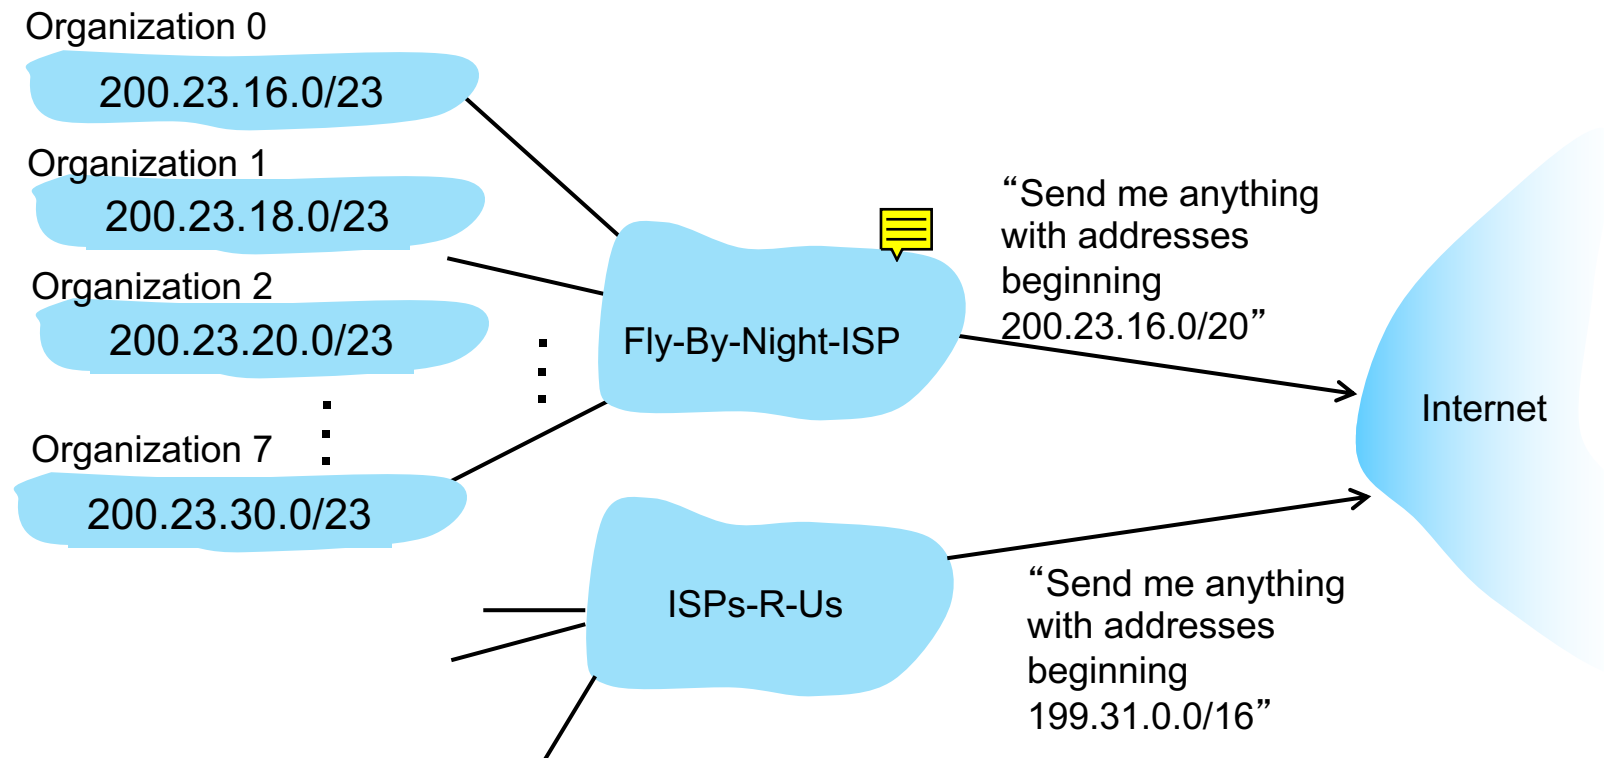 Organization 0
200.23.16.0/23
Organization 1
200.23.18.0/23
Organization 2
200.23.20.0/23
Organization 7
200.23.30.0/23
Fly-By-Night-ISP
“Send me anything
with addresses
beginning
200.23.16.0/20”
Internet
ISPs-R-Us
“Send me anything
with addresses
beginning
199.31.0.0/16”